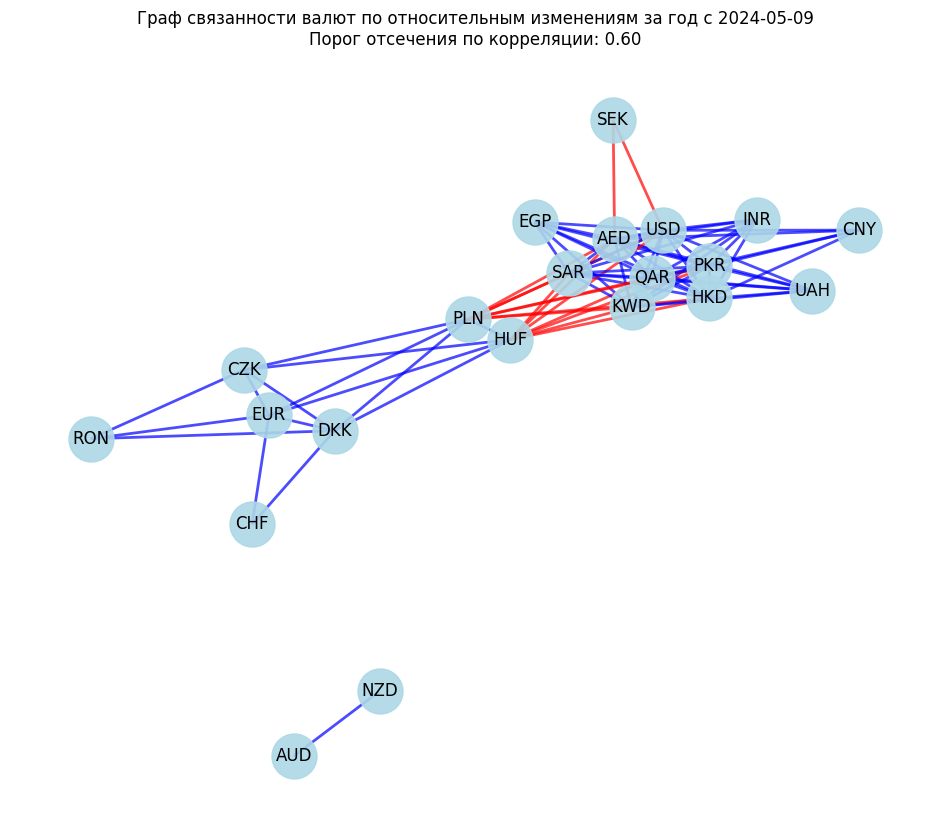 Граф связанности валют по относительным изменениям за год с 2024-05-09
Порог отсечения по корреляции: 0.60
SEK
EGP
AED
USD
INR
CNY
SAR
QAR
PKR
KWD
HKD
UAH
PLN
HUF
CZK
EUR
DKK
RON
CHF
NZD
AUD